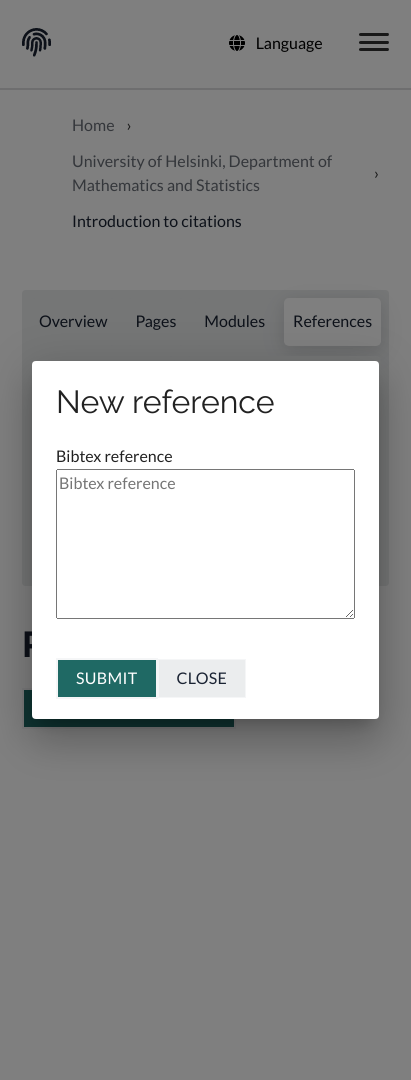 Language
Home ›
University of Helsinki, Department of
Mathematics and Statistics ›
Introduction to citations
Overview Pages Modules References
New reference
Bibtex reference
Bibtex reference
SUBMIT CLOSE